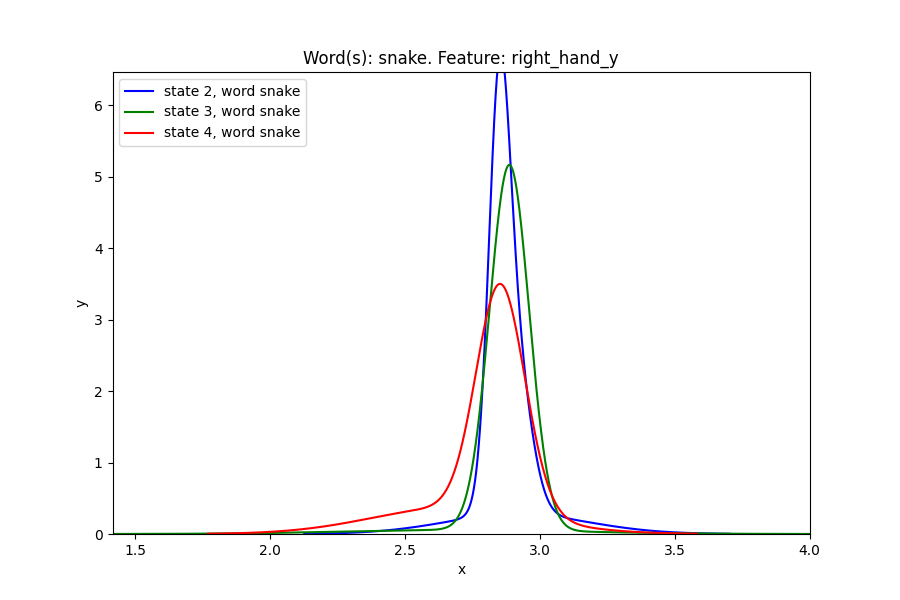 Word(s): snake. Feature: right_hand_y
state 2, word snake
state 3, word snake
state 4, word snake
6
5
4
3
2
1
0
y
1.5 2.0 2.5 3.0 3.5 4.0
x